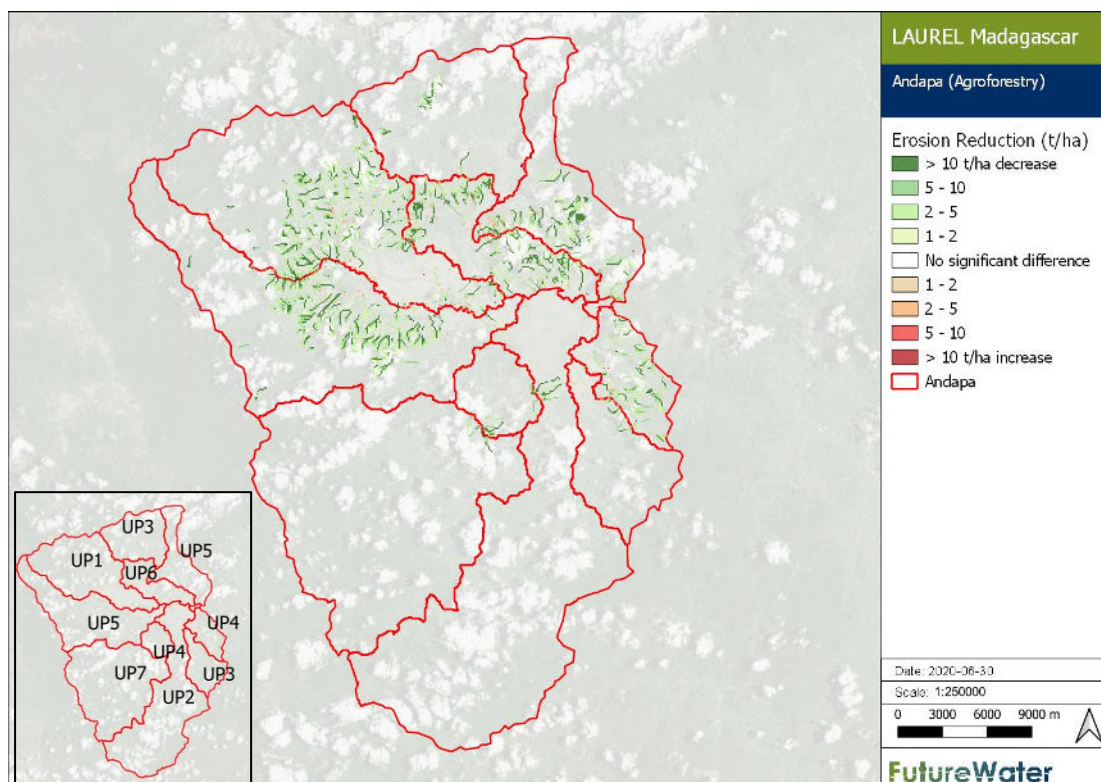 LAUREL Madagascar
Andapa (Agroforestry)
Erosion Reduction (t/ha)
> 10 t/ha decrease
5 - 10
2 - 5
1 - 2
No significant difference
1 - 2
2 - 5
5 - 10
> 10 t/ha increase
Andapa
UP3
UP5
UP1
UP6
UP5
UP4
UP4
UP7
UP3
UP2
Date: 2020-06-30
Scale: 1:250000
0 3000 6000 9000 m
FutureWater